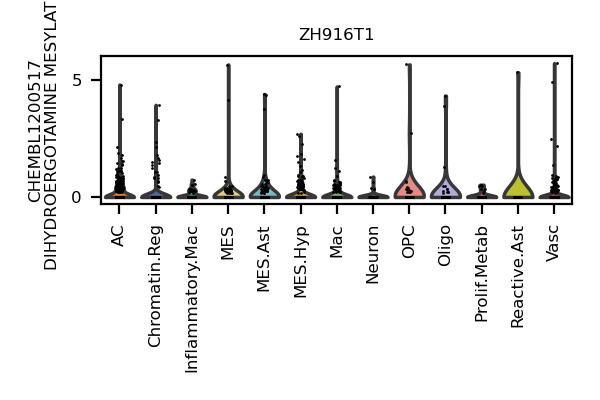 ZH916T1
CHEMBL1200517
DIHYDROERGOTAMINE MESYLAT
5
0
AC
Chromatin.Reg
Inflammatory.Mac
MES
MES.Ast
MES.Hyp
Mac
Neuron
OPC
Oligo
Prolif.Metab
Reactive.Ast
Vasc